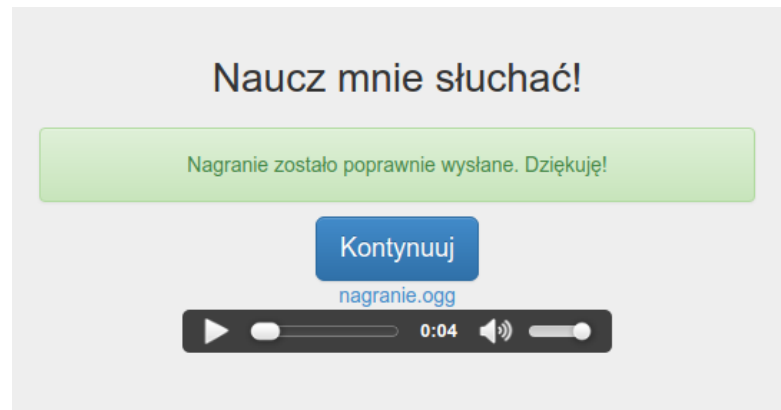 Naucz mnie słuchać!
Nagranie zostało poprawnie wysłane. Dziękuję!
Kontynuuj
nagranie.ogg
0:04